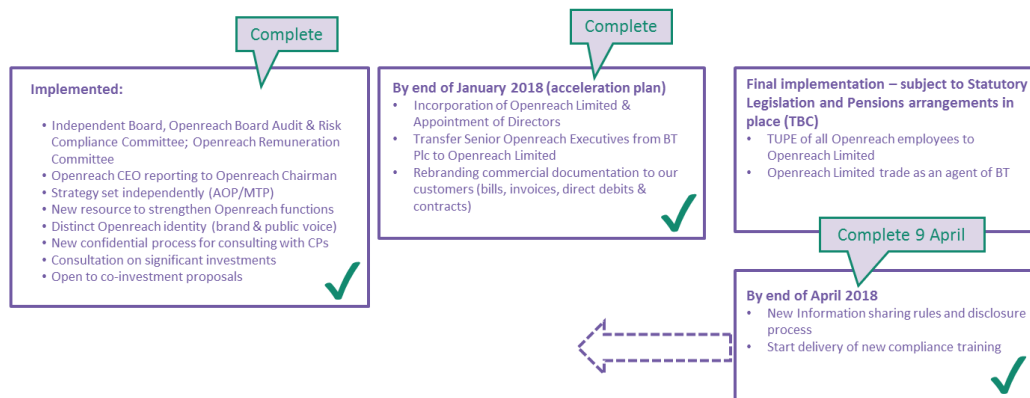 Complete
Implemented:
• Independent Board, Openreach Board Audit & Risk
Compliance Committee; Openreach Remuneration
Committee
• Openreach CEO reporting to Openreach Chairman
• Strategy set independently (AOP/MTP)
• New resource to strengthen Openreach functions
• Distinct Openreach identity (brand & public voice)
• New confidential process for consulting with CPs
• Consultation on significant investments
• Open to co-investment proposals
Complete
By end of January 2018 (acceleration plan)
• Incorporation of Openreach Limited &
Appointment of Directors
• Transfer Senior Openreach Executives from BT
Plc to Openreach Limited
• Rebranding commercial documentation to our
customers (bills, invoices, direct debits &
contracts)
Final implementation – subject to Statutory
Legislation and Pensions arrangements in
place (TBC)
• TUPE of all Openreach employees to
Openreach Limited
• Openreach Limited trade as an agent of BT
Complete 9 April
By end of April 2018
• New Information sharing rules and disclosure
process
• Start delivery of new compliance training